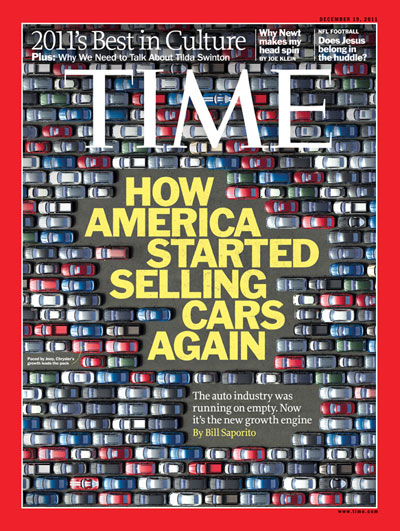 DECEMBER 19, 2011
2011's Best in Culture
Plus: Why We Need to Talk About Tilda Swinton
Why Newt
makes my
head spin
BY JOE KLEIN
NFL FOOTBALL
Does Jesus
belong in
the huddle?
TIME
HOW
AMERICA
STARTED
SELLING
CARS
AGAIN
Paced by Jeep, Chrysler's
growth leads the pack
The auto industry was
running on empty. Now
it's the new growth engine
By Bill Saporito
www.time.com